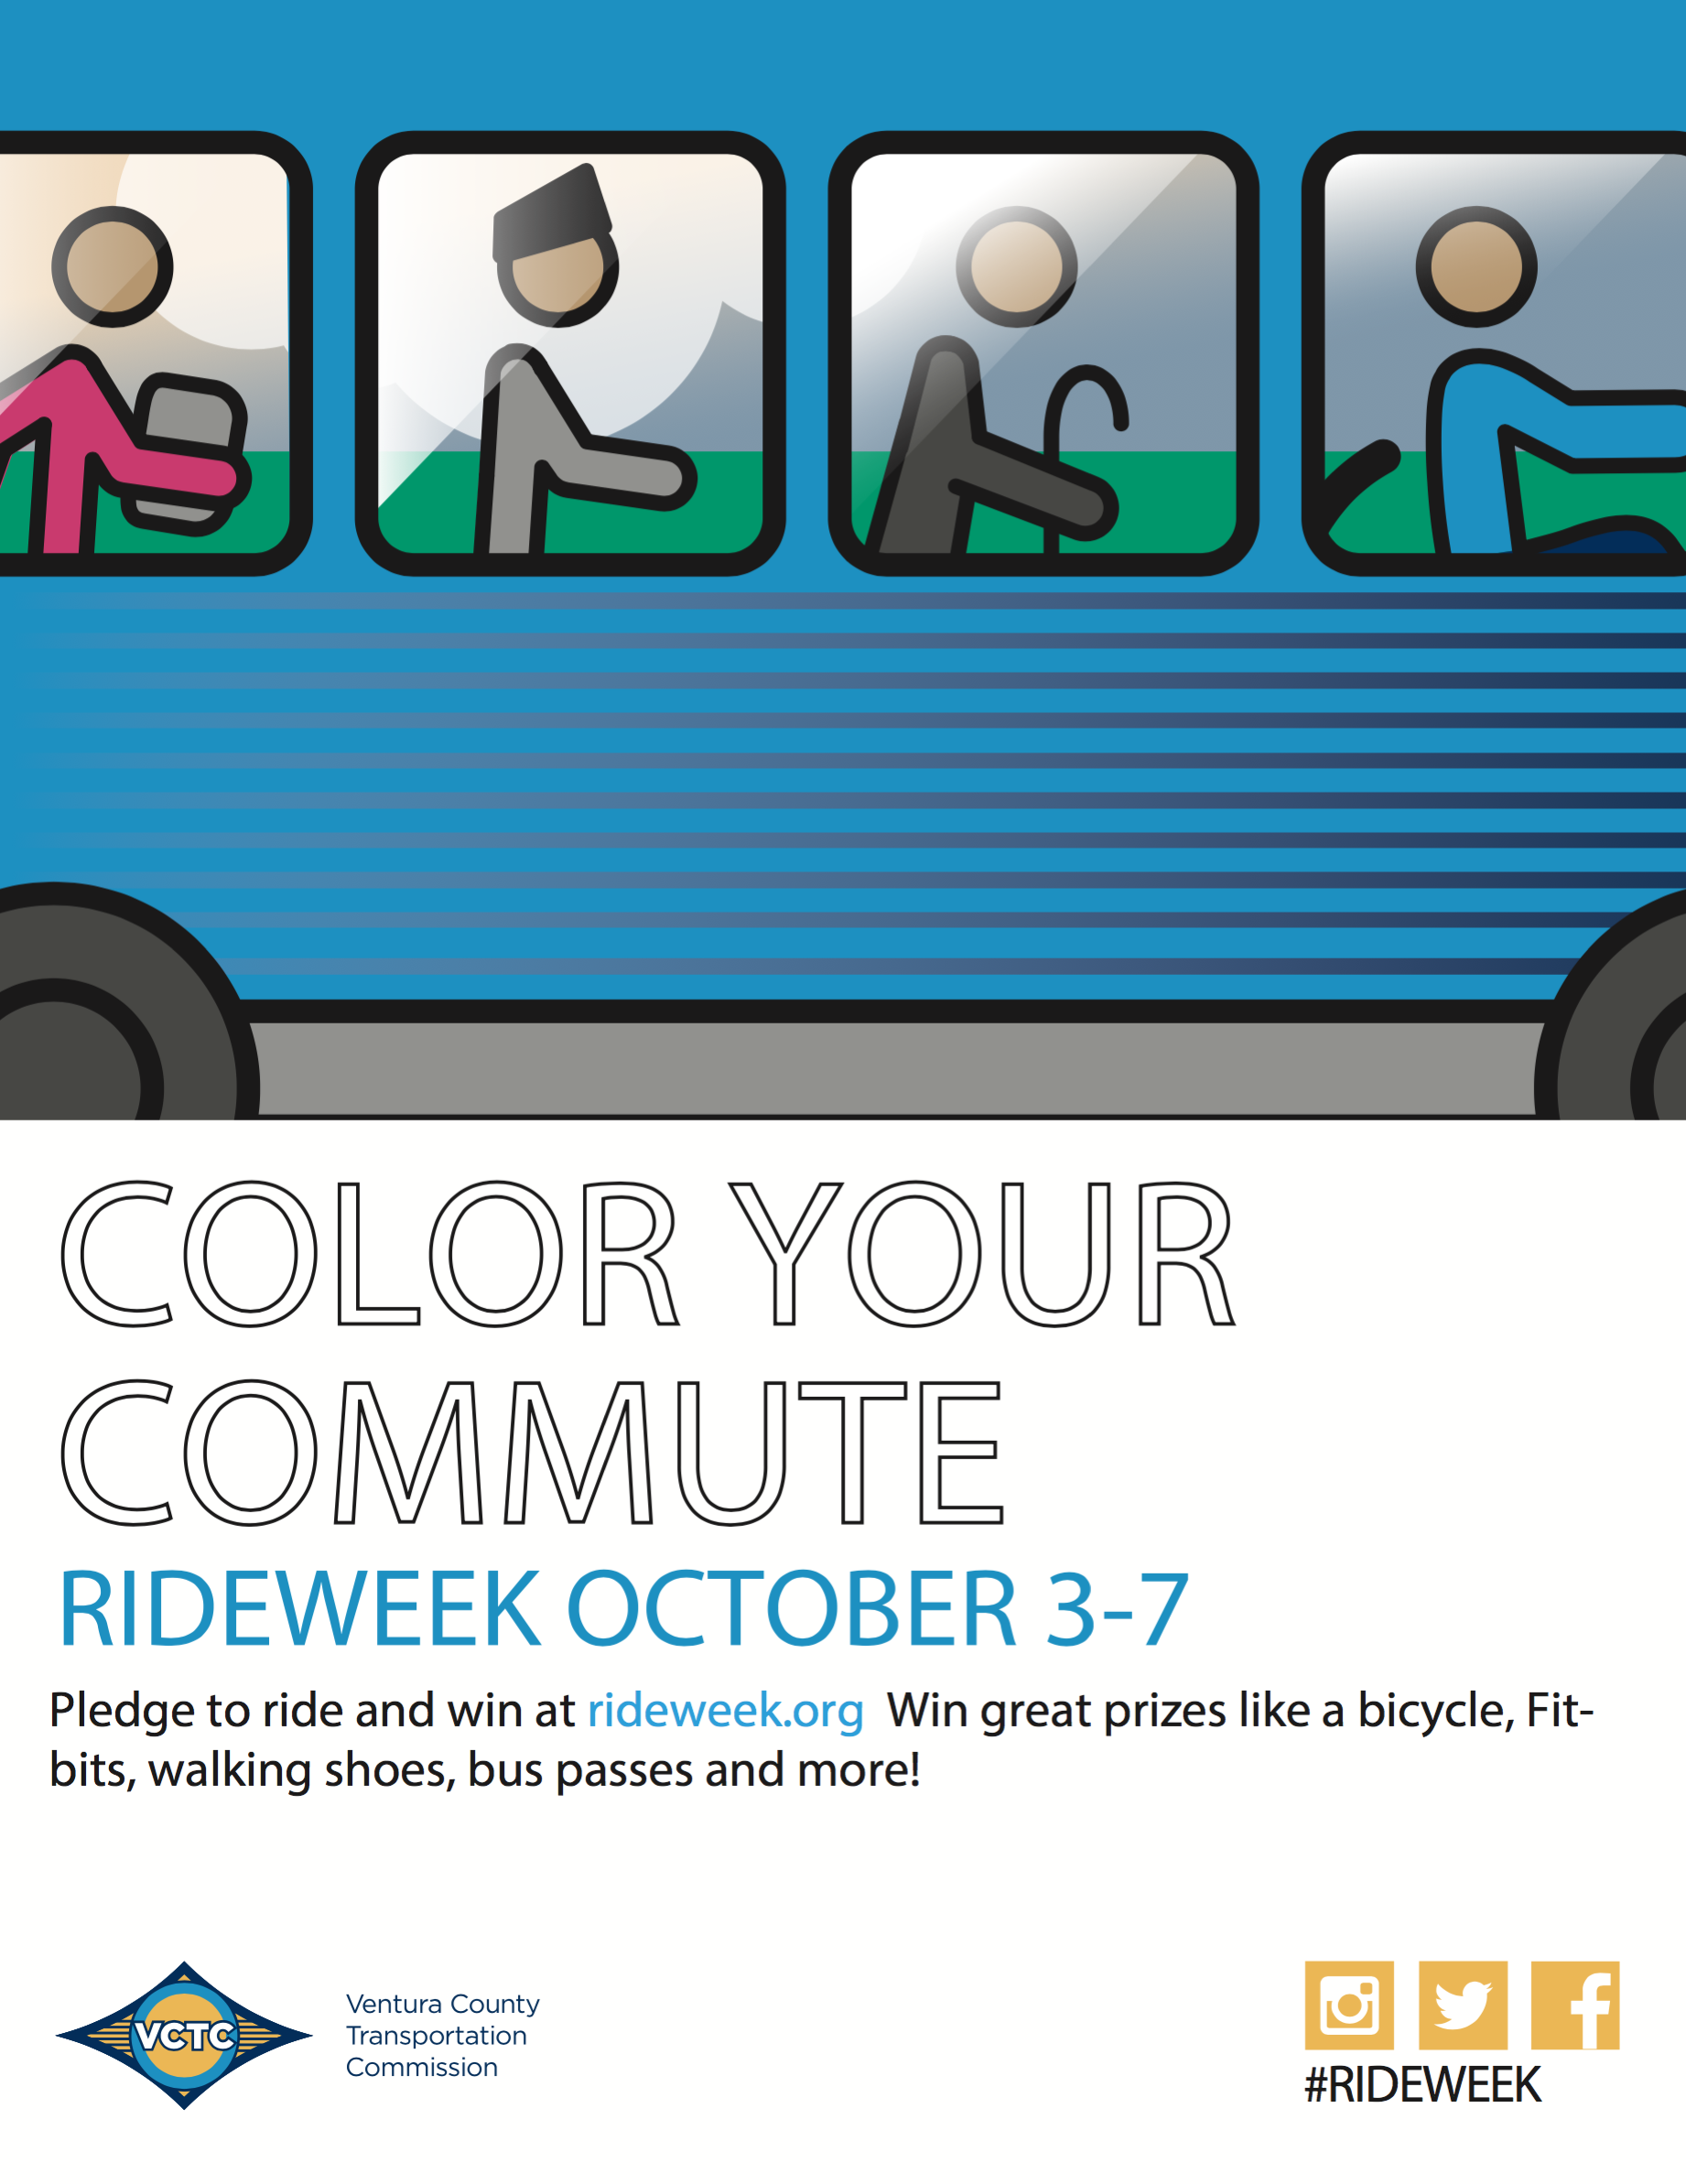 COLOR YOUR
COMMUTE
RIDEWEEK OCTOBER 3-7
Pledge to ride and win at rideweek.org  Win great prizes like a bicycle, Fit-
bits, walking shoes, bus passes and more!
VCTC
Ventura County
Transportation
Commission
#RIDEWEEK